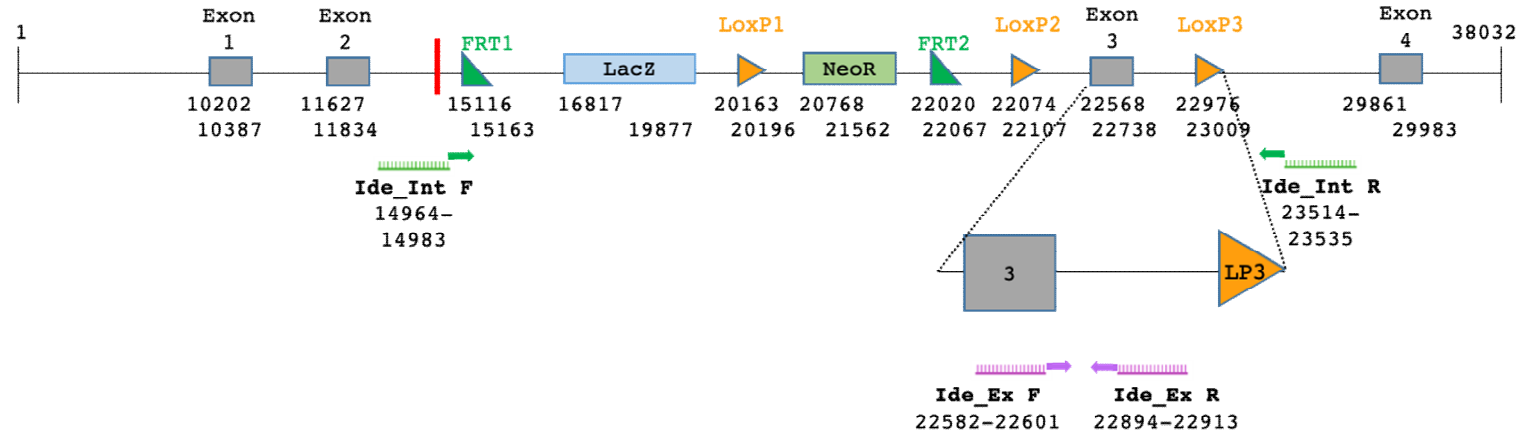 1
Exon
1
Exon
2
FRT1
LacZ
LoxP1
NeoR
FRT2
LoxP2
Exon
3
LoxP3
Exon
4
38032
10202
10387
11627
11834
15116
15163
16817
19877
20163
20196
20768
21562
22020
22067
22074
22107
22568
22738
22976
23009
29861
29983
Ide_Int F
14964-
14983
Ide_Int R
23514-
23535
3
LP3
Ide_Ex F
22582-22601
Ide_Ex R
22894-22913